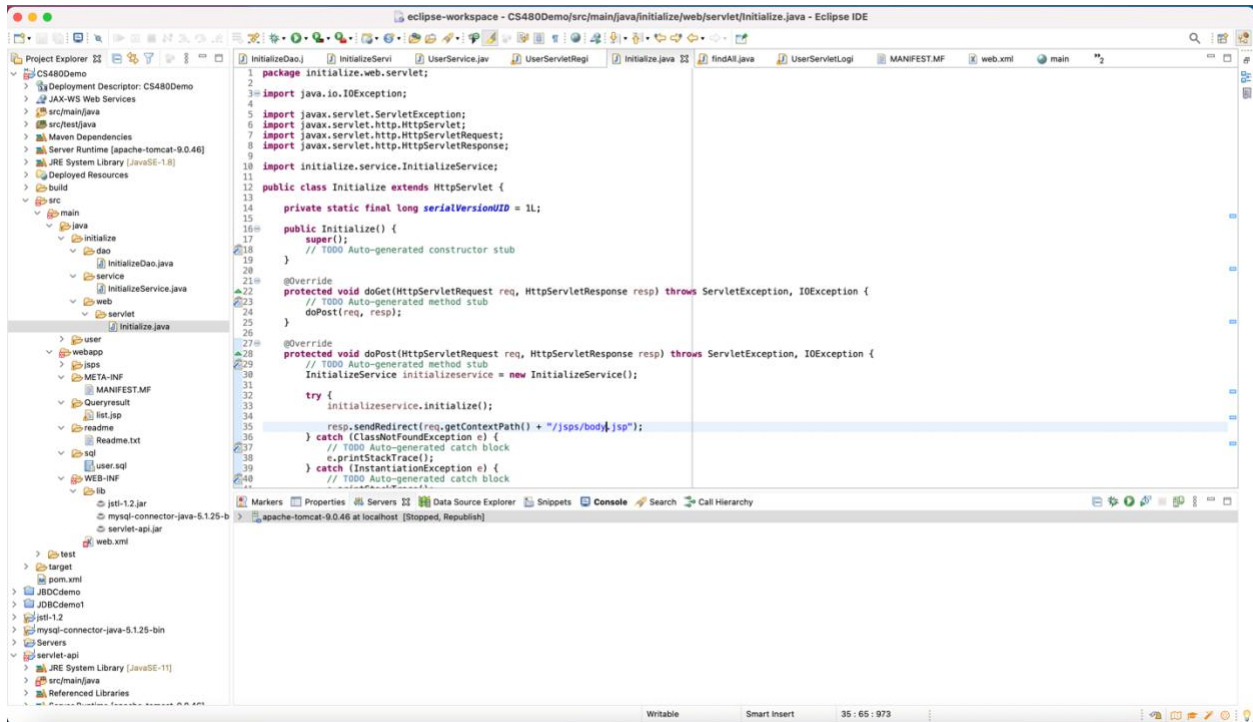 eclipse-workspace - CS480Demo/src/main/java/initialize/web/servlet/Initialize.java - Eclipse IDE
Project Explorer
CS480Demo
Deployment Descriptor: CS480Demo
JAX-WS Web Services
src/main/java
src/test/java
Maven Dependencies
Server Runtime [apache-tomcat-9.0.46]
JRE System Library [JavaSE-1.8]
Deployed Resources
build
src
main
java
initialize
dao
InitializeDao.java
service
InitializeService.java
web
servlet
Initialize.java
user
webapp
jsps
META-INF
MANIFEST.MF
Queryresult
list.jsp
readme
Readme.txt
sql
user.sql
WEB-INF
lib
jstl-1.2.jar
mysql-connector-java-5.1.25-b
servlet-api.jar
web.xml
test
target
pom.xml
JBDCdemo
JDBCdemo1
jstl-1.2
mysql-connector-java-5.1.25-bin
Servers
servlet-api
JRE System Library [JavaSE-11]
src/main/java
Referenced Libraries
InitializeDao.j InitializeServi UserService.jav UserServletRegi Initialize.java findAll.java UserServletLogi MANIFEST.MF web.xml main »2
1 package initialize.web.servlet;
2
3 import java.io.IOException;
4
5 import javax.servlet.ServletException;
6 import javax.servlet.http.HttpServlet;
7 import javax.servlet.http.HttpServletRequest;
8 import javax.servlet.http.HttpServletResponse;
9
10 import initialize.service.InitializeService;
11
12 public class Initialize extends HttpServlet {
13
14 private static final long serialVersionUID = 1L;
15
16 public Initialize() {
17 super();
18 // TODO Auto-generated constructor stub
19 }
20
21 @Override
22 protected void doGet(HttpServletRequest req, HttpServletResponse resp) throws ServletException, IOException {
23 // TODO Auto-generated method stub
24 doPost(req, resp);
25 }
26
27 @Override
28 protected void doPost(HttpServletRequest req, HttpServletResponse resp) throws ServletException, IOException {
29 // TODO Auto-generated method stub
30 InitializeService initializeservice = new InitializeService();
31
32 try {
33 initializeservice.initialize();
34
35 resp.sendRedirect(req.getContextPath() + "/jsps/body.jsp");
36 } catch (ClassNotFoundException e) {
37 // TODO Auto-generated catch block
38 e.printStackTrace();
39 } catch (InstantiationException e) {
40 // TODO Auto-generated catch block
Markers Properties Servers Data Source Explorer Snippets Console Search Call Hierarchy
apache-tomcat-9.0.46 at localhost [Stopped, Republish]
Writable Smart Insert 35 : 65 : 973